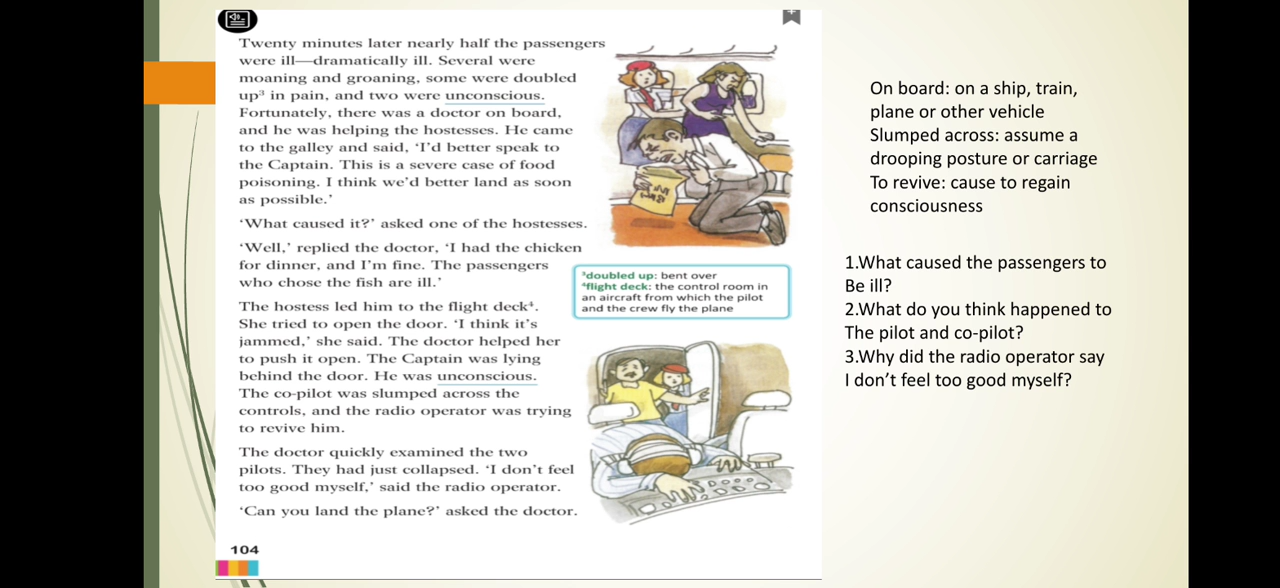 Twenty minutes later nearly half the passengers
were ill—dramatically ill. Several were
moaning and groaning, some were doubled
up³ in pain, and two were unconscious.
Fortunately, there was a doctor on board,
and he was helping the hostesses. He came
to the galley and said, ‘I’d better speak to
the Captain. This is a severe case of food
poisoning. I think we’d better land as soon
as possible.’
‘What caused it?’ asked one of the hostesses.
‘Well,’ replied the doctor, ‘I had the chicken
for dinner, and I’m fine. The passengers
who chose the fish are ill.’
The hostess led him to the flight deck⁴.
She tried to open the door. ‘I think it’s
jammed,’ she said. The doctor helped her
to push it open. The Captain was lying
behind the door. He was unconscious.
The co-pilot was slumped across the
controls, and the radio operator was trying
to revive him.
The doctor quickly examined the two
pilots. They had just collapsed. ‘I don’t feel
too good myself,’ said the radio operator.
‘Can you land the plane?’ asked the doctor.
104
³doubled up: bent over
⁴flight deck: the control room in
an aircraft from which the pilot
and the crew fly the plane
On board: on a ship, train,
plane or other vehicle
Slumped across: assume a
drooping posture or carriage
To revive: cause to regain
consciousness
1.What caused the passengers to
Be ill?
2.What do you think happened to
The pilot and co-pilot?
3.Why did the radio operator say
I don’t feel too good myself?